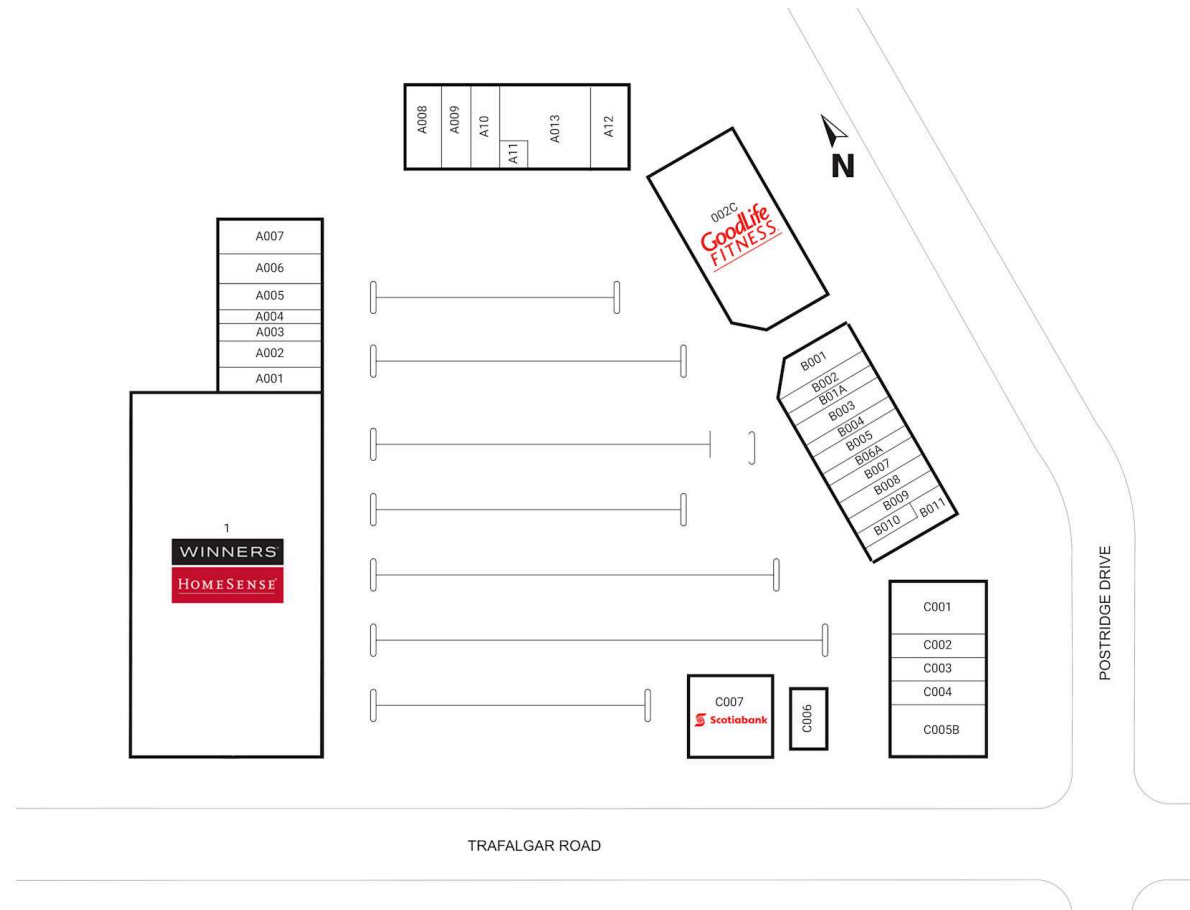 A008
A009
A10
A11
A013
A12
N
002C
GoodLife
FITNESS
A007
A006
A005
A004
A003
A002
A001
B001
B002
B01A
B003
B004
B005
B06A
B007
B008
B009
B010
B011
1
WINNERS
HOMESENSE
C001
C002
C003
C004
C005B
C006
C007
Scotiabank
POSTRIDGE DRIVE
TRAFALGAR ROAD